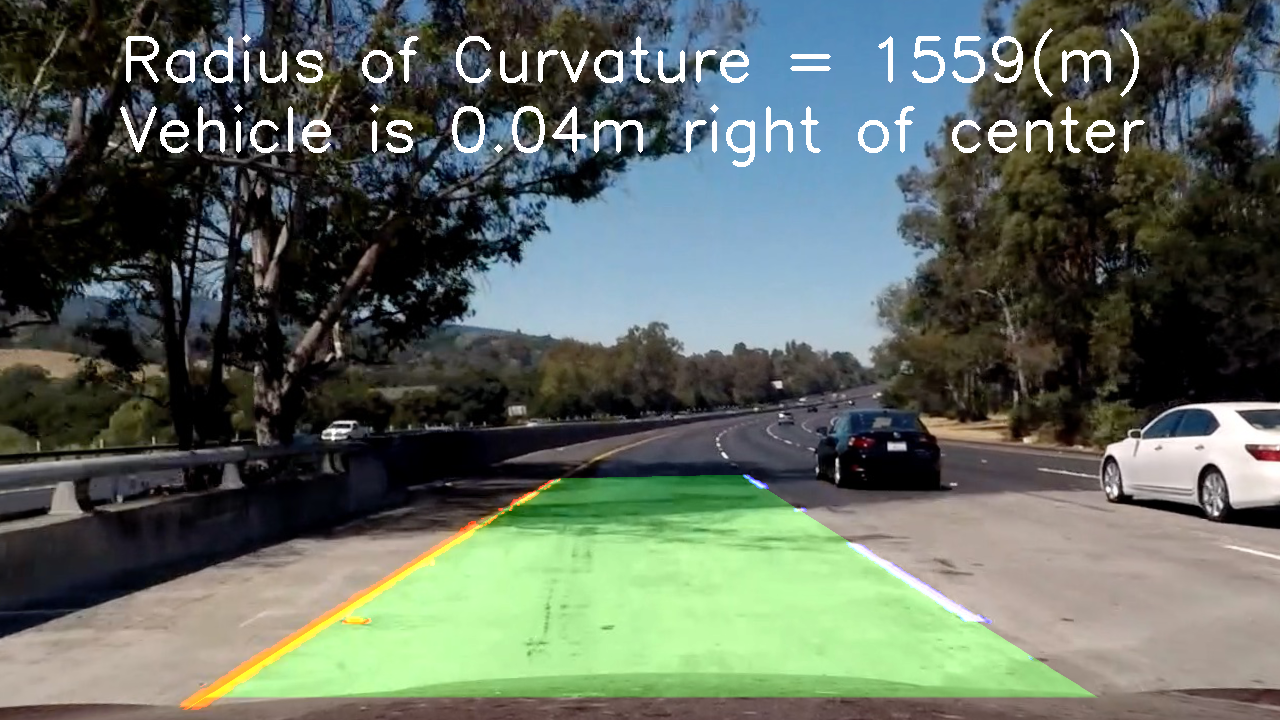 Radius of Curvature = 1559(m)
Vehicle is 0.04m right of center